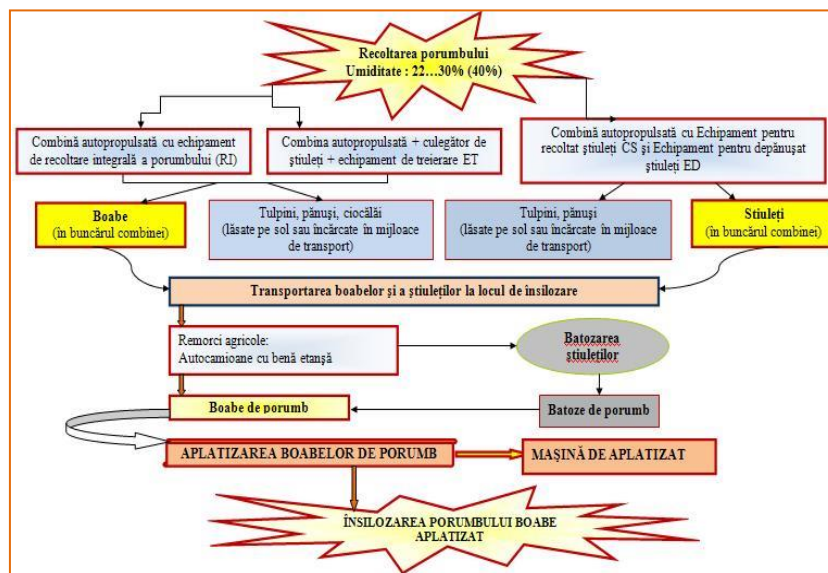 Recoltarea porumbului
Umiditate : 22…30% (40%)
Combină autopropulsată cu echipament
de recoltare integrală a porumbului (RI)
Combina autopropulsată + culegător de
știuleți + echipament de treierare ET
Combină autopropulsată cu Echipament pentru
recoltat știuleți CS și Echipament pentru depănușat
știuleți ED
Boabe
(în buncărul combinei)
Tulpini, pănuși, ciocălăi
(lăsate pe sol sau încărcate în mijloace
de transport)
Tulpini, pănuși
(lăsate pe sol sau încărcate în mijloace
de transport)
Stiuleți
(în buncărul combinei)
Transportarea boabelor și a știuleților la locul de însilozare
Remorci agricole:
Autocamioane cu benă etanșă
Batozarea
stiuleților
Boabe de porumb
Batoze de porumb
APLATIZAREA BOABELOR DE PORUMB
MAȘINĂ DE APLATIZAT
ÎNSILOZAREA PORUMBULUI BOABE
APLATIZAT